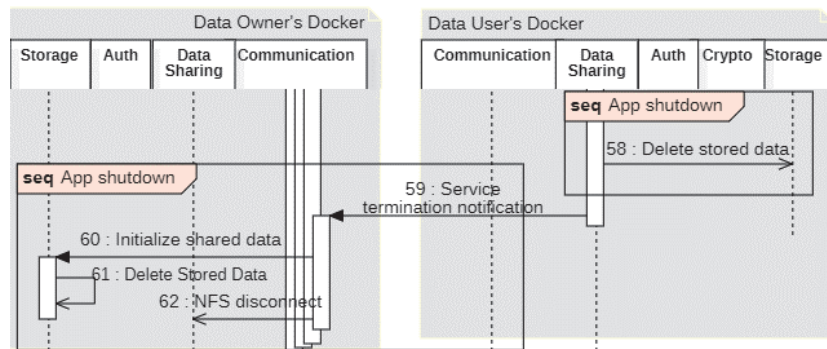 Data Owner's Docker
Data User's Docker
Storage
Auth
Data
Sharing
Communication
Communication
Data
Sharing
Auth
Crypto
Storage
seq App shutdown
58 : Delete stored data
seq App shutdown
59 : Service
termination notification
60 : Initialize shared data
61 : Delete Stored Data
62 : NFS disconnect